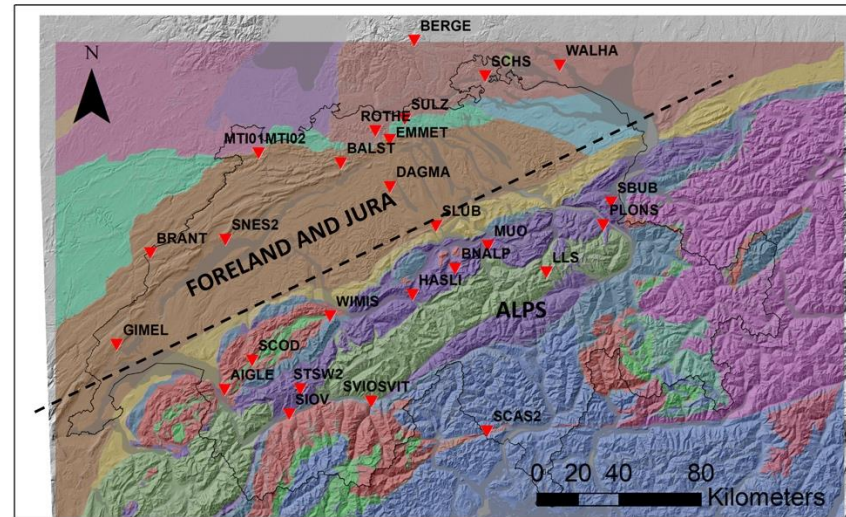 BERGE
N
WALHA
SCHS
SULZ
ROTHE
EMMET
MTI01MTI02
BALST
DAGMA
SBUB
SLUB
PLONS
SNES2
MUO
BRANT
FORELAND AND JURA
BNALP
LLS
HASLI
ALPS
WIMIS
GIMEL
SCOD
AIGLE
STSW2
SVIOSVIT
SIOV
SCAS2
0 20 40 80
Kilometers